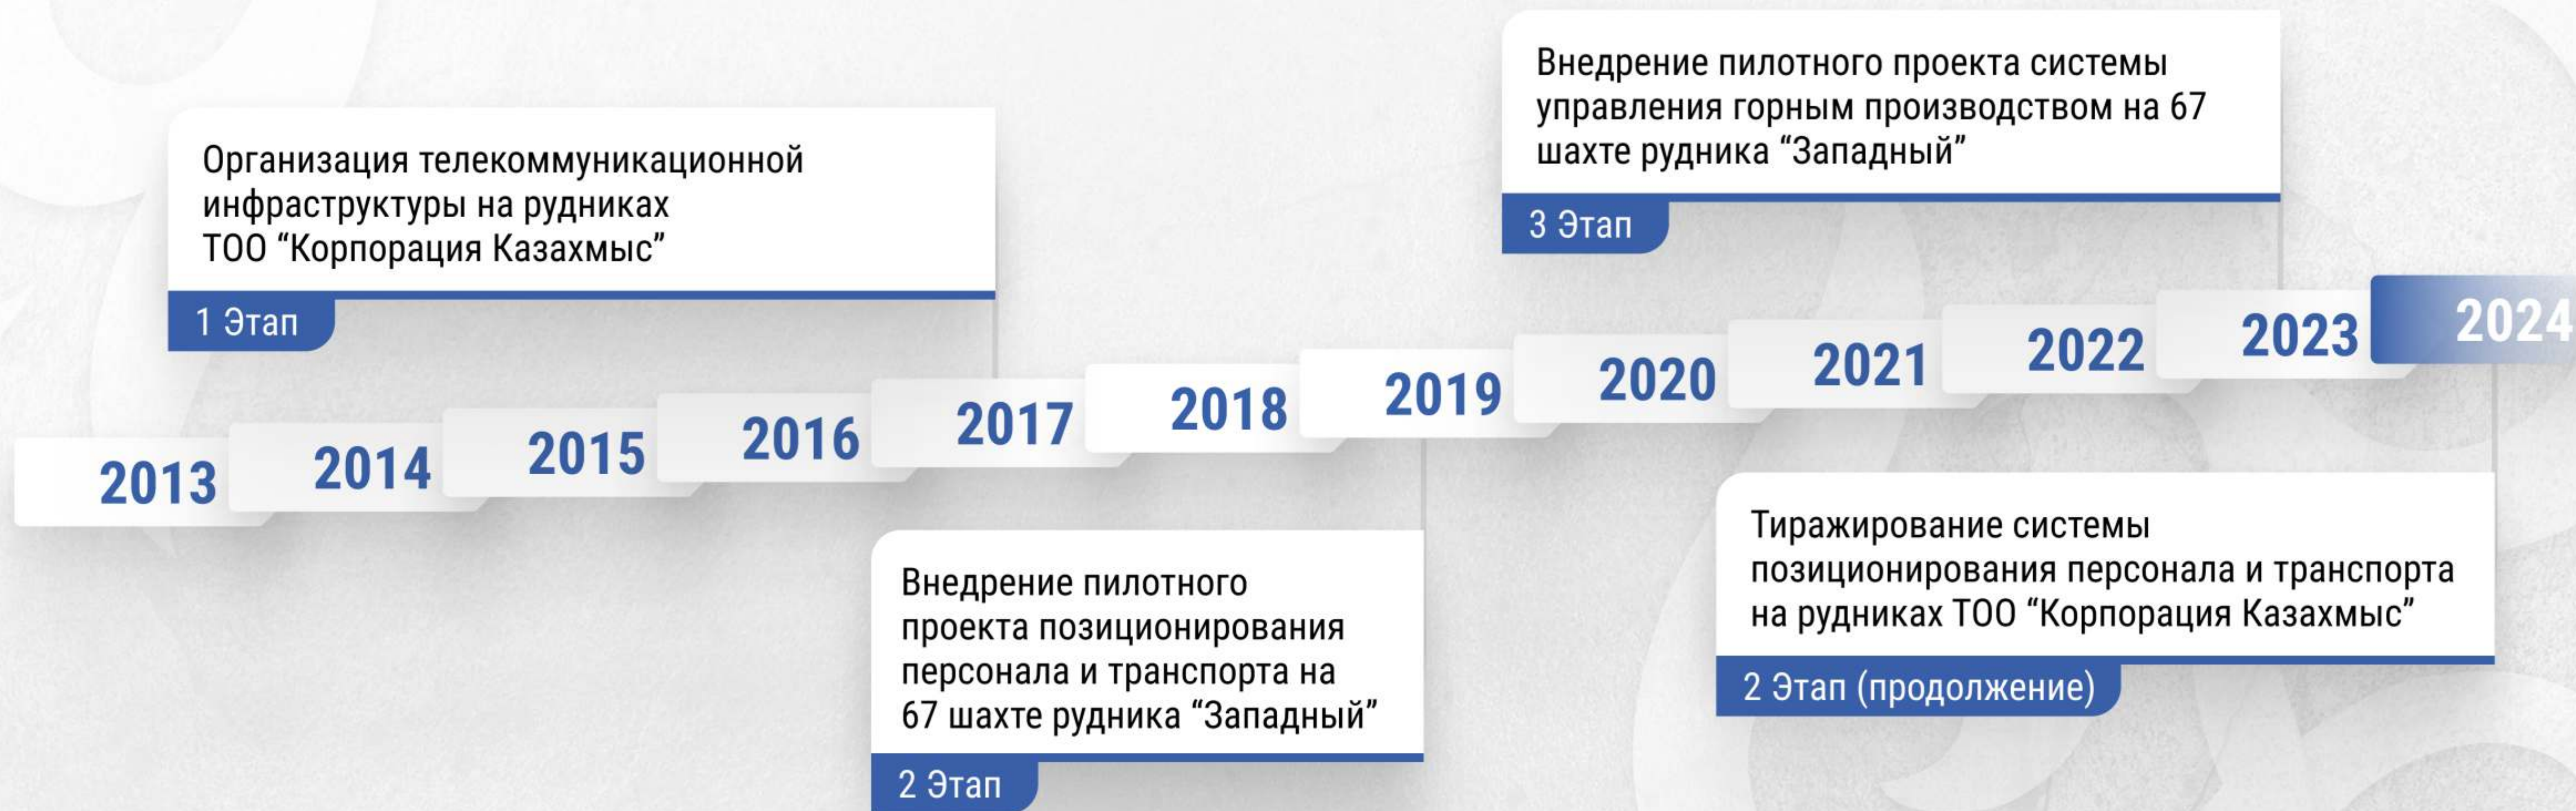 Организация телекоммуникационной
инфраструктуры на рудниках
ТОО “Корпорация Казахмыс”
1 Этап
Внедрение пилотного проекта системы
управления горным производством на 67
шахте рудника “Западный”
3 Этап
2013
2014
2015
2016
2017
2018
2019
2020
2021
2022
2023
2024
Внедрение пилотного
проекта позиционирования
персонала и транспорта на
67 шахте рудника “Западный”
2 Этап
Тиражирование системы
позиционирования персонала и транспорта
на рудниках ТОО “Корпорация Казахмыс”
2 Этап (продолжение)